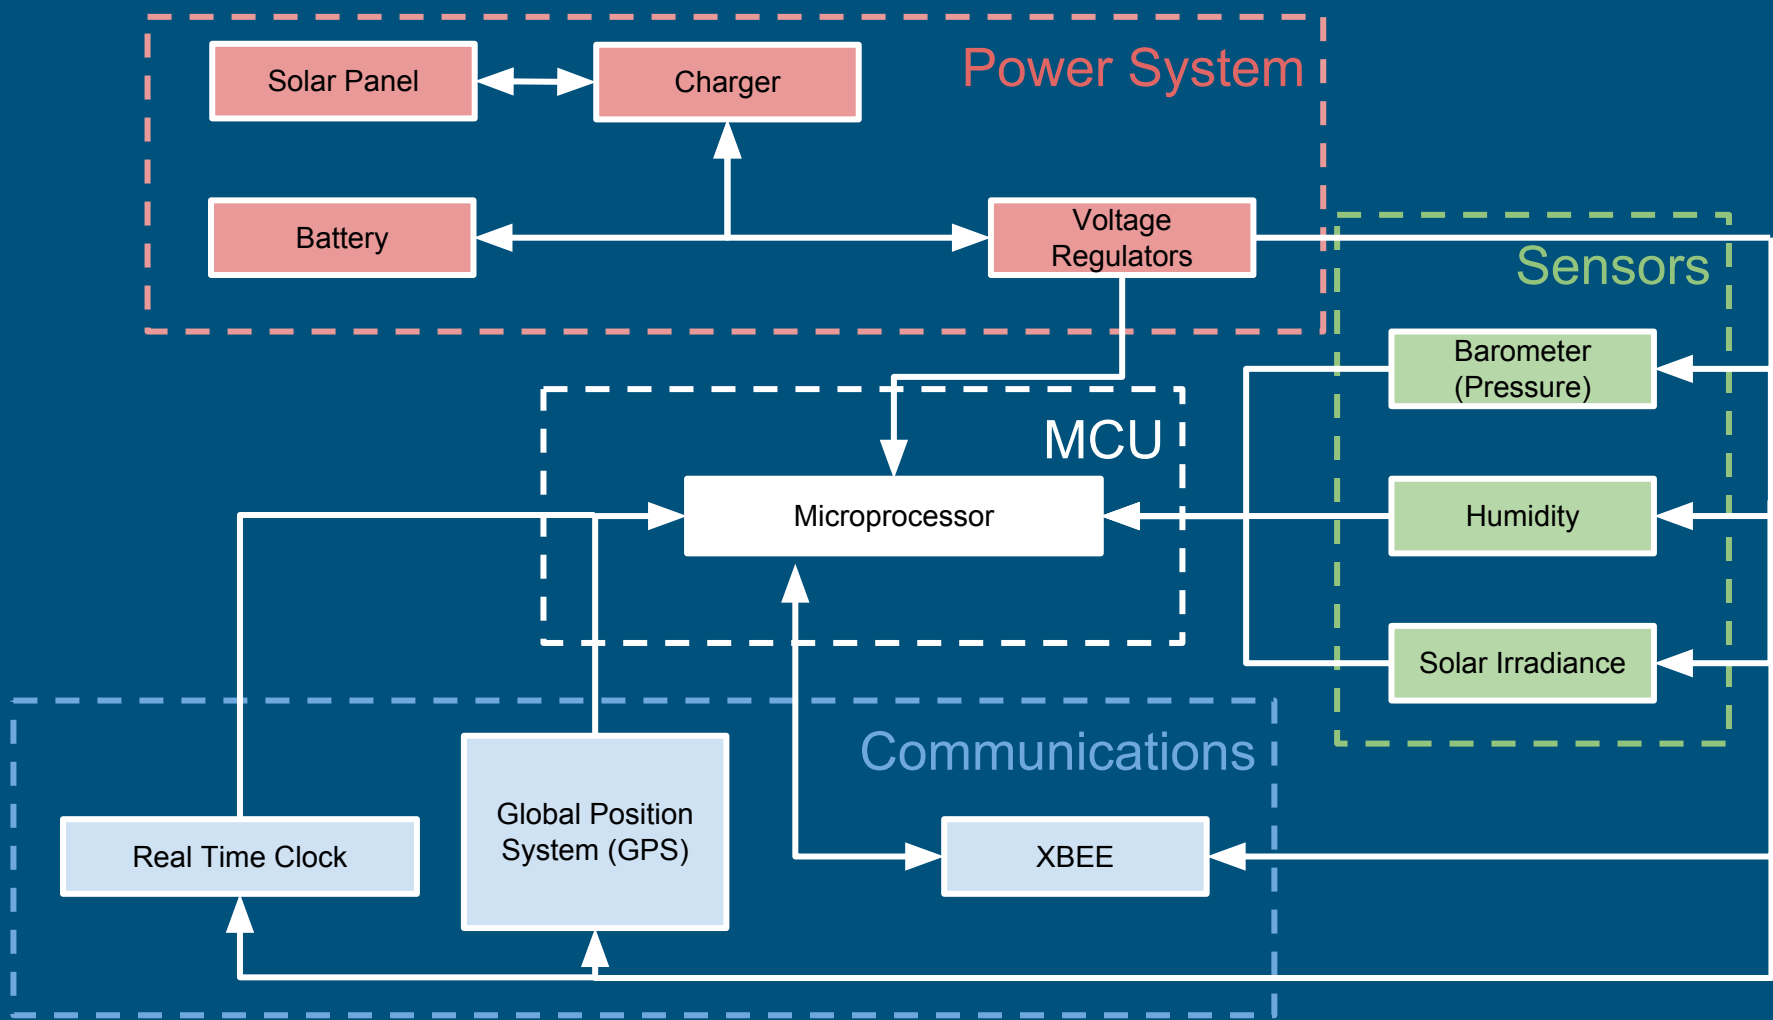 Power System
Solar Panel
Charger
Battery
Voltage
Regulators
Sensors
Barometer
(Pressure)
MCU
Microprocessor
Humidity
Solar Irradiance
Communications
Real Time Clock
Global Position
System (GPS)
XBEE